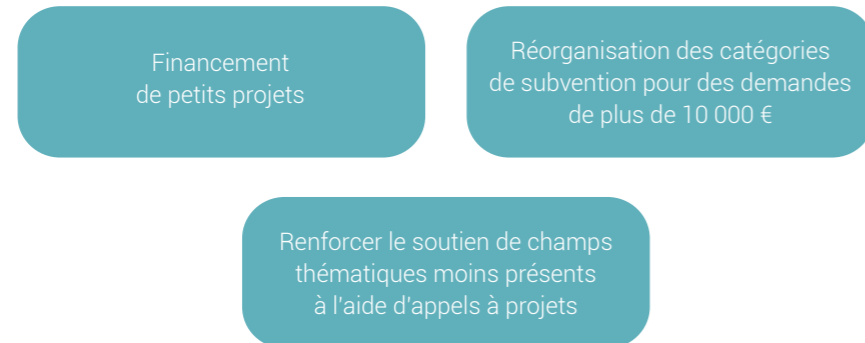 Financement
de petits projets
Réorganisation des catégories
de subvention pour des demandes
de plus de 10 000 €
Renforcer le soutien de champs
thématiques moins présents
à l'aide d'appels à projets